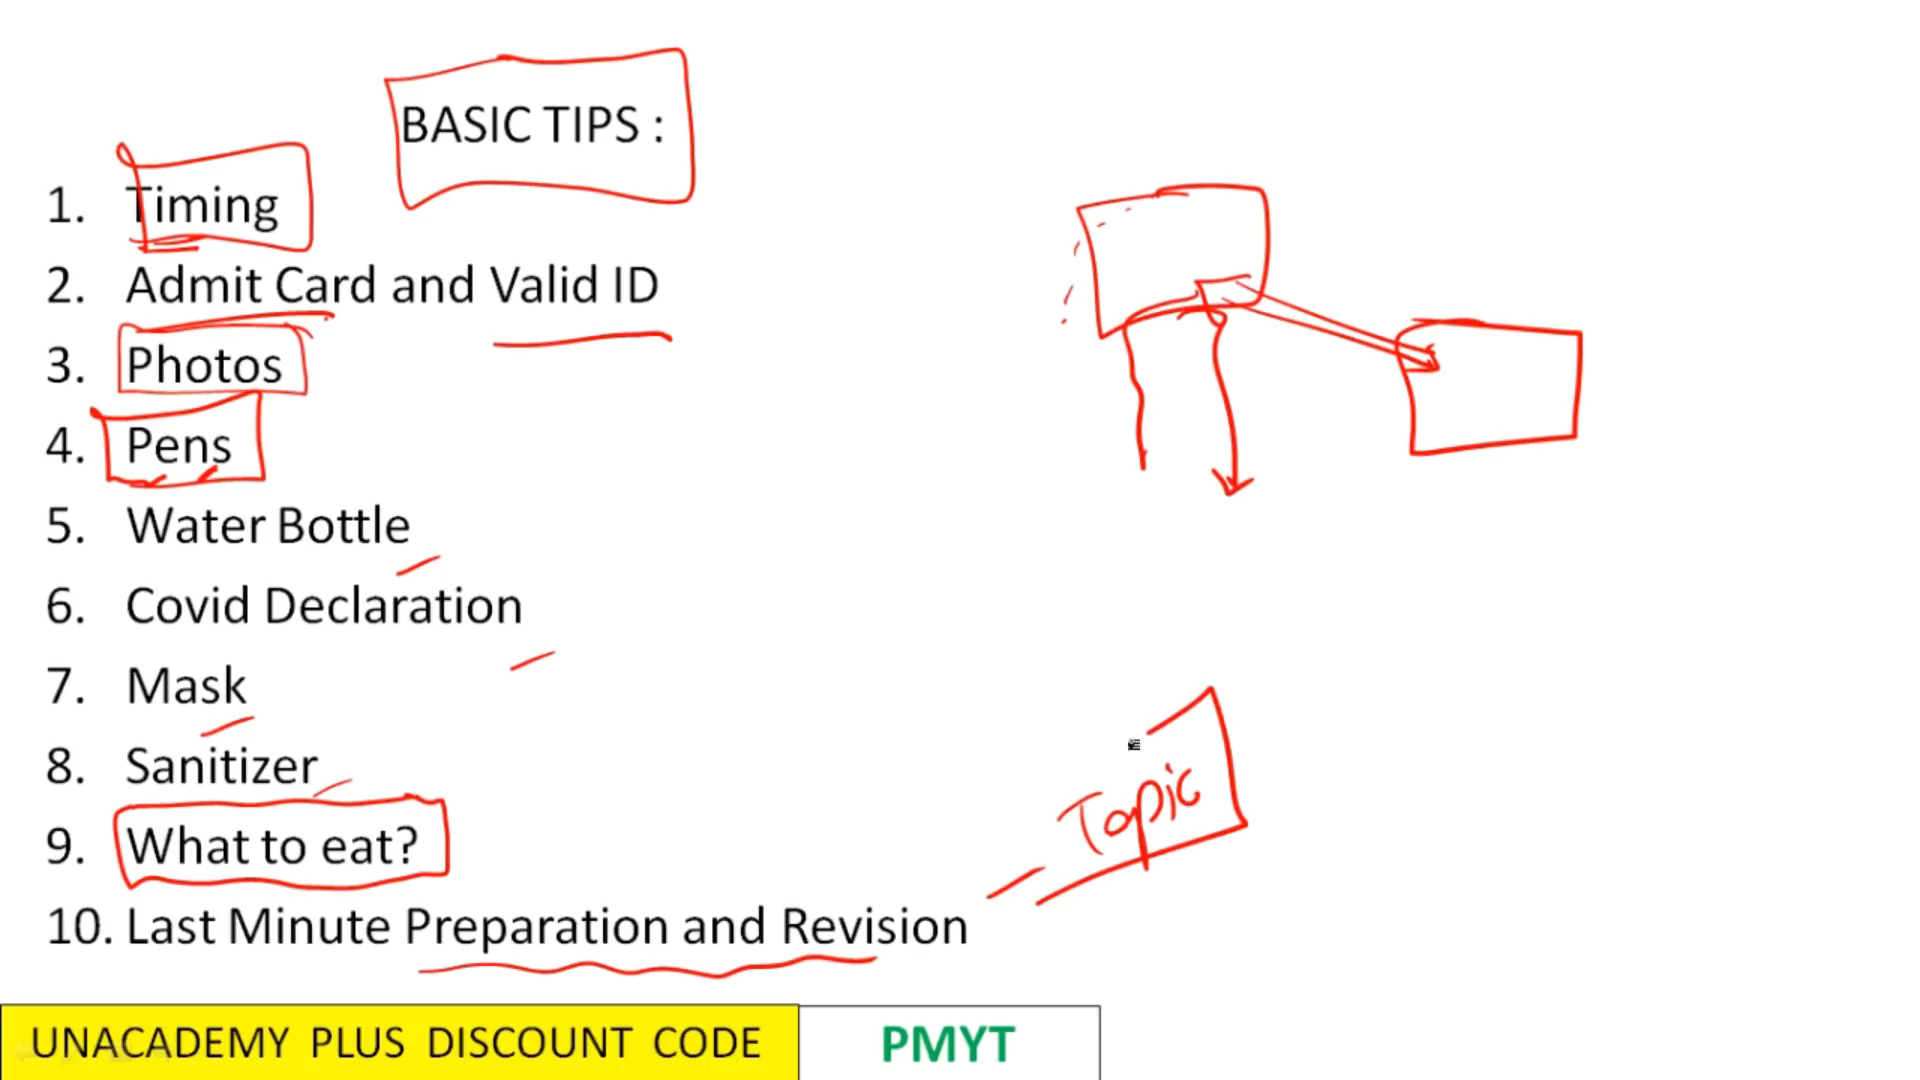 BASIC TIPS :
1. Timing
2. Admit Card and Valid ID
3. Photos
4. Pens
5. Water Bottle
6. Covid Declaration
7. Mask
8. Sanitizer
9. What to eat?
Topic
10. Last Minute Preparation and Revision
UNACADEMY PLUS DISCOUNT CODE PMYT